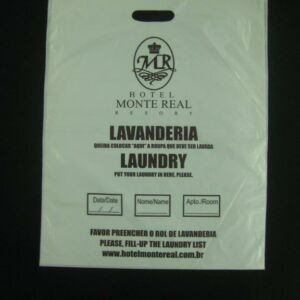 MR
HOTEL
MONTE REAL
RESORT
LAVANDERIA
QUEIRA COLOCAR "AQUI" A ROUPA QUE DEVE SER LAVADA
LAUNDRY
PUT YOUR LAUNDRY IN HERE, PLEASE.
Data/Date Nome/Name Apto./Room
/ /
FAVOR PREENCHER O ROL DE LAVANDERIA
PLEASE, FILL-UP THE LAUNDRY LIST
www.hotelmontereal.com.br